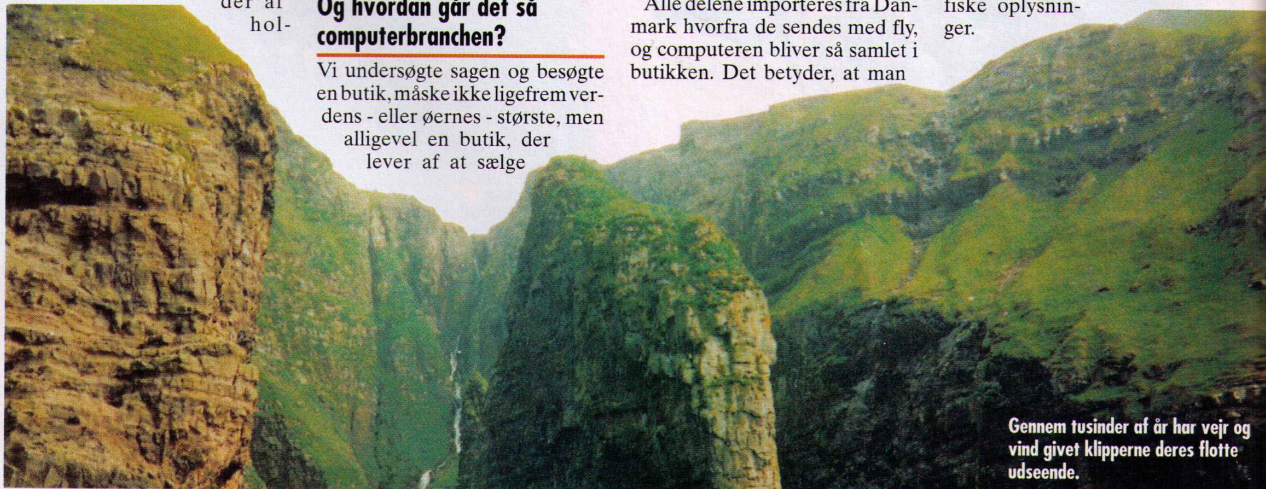 der al
hol-
Og hvordan går det så
computerbranchen?
Vi undersøgte sagen og besøgte
en butik, måske ikke ligefrem ver-
dens - eller øernes - største, men
alligevel en butik, der
lever af at sælge
Alle delene importeres fra Dan-
mark hvorfra de sendes med fly,
og computeren bliver så samlet i
butikken. Det betyder, at man
fiske oplysnin-
ger.
Gennem tusinder af år har vejr og
vind givet klipperne deres flotte
udseende.